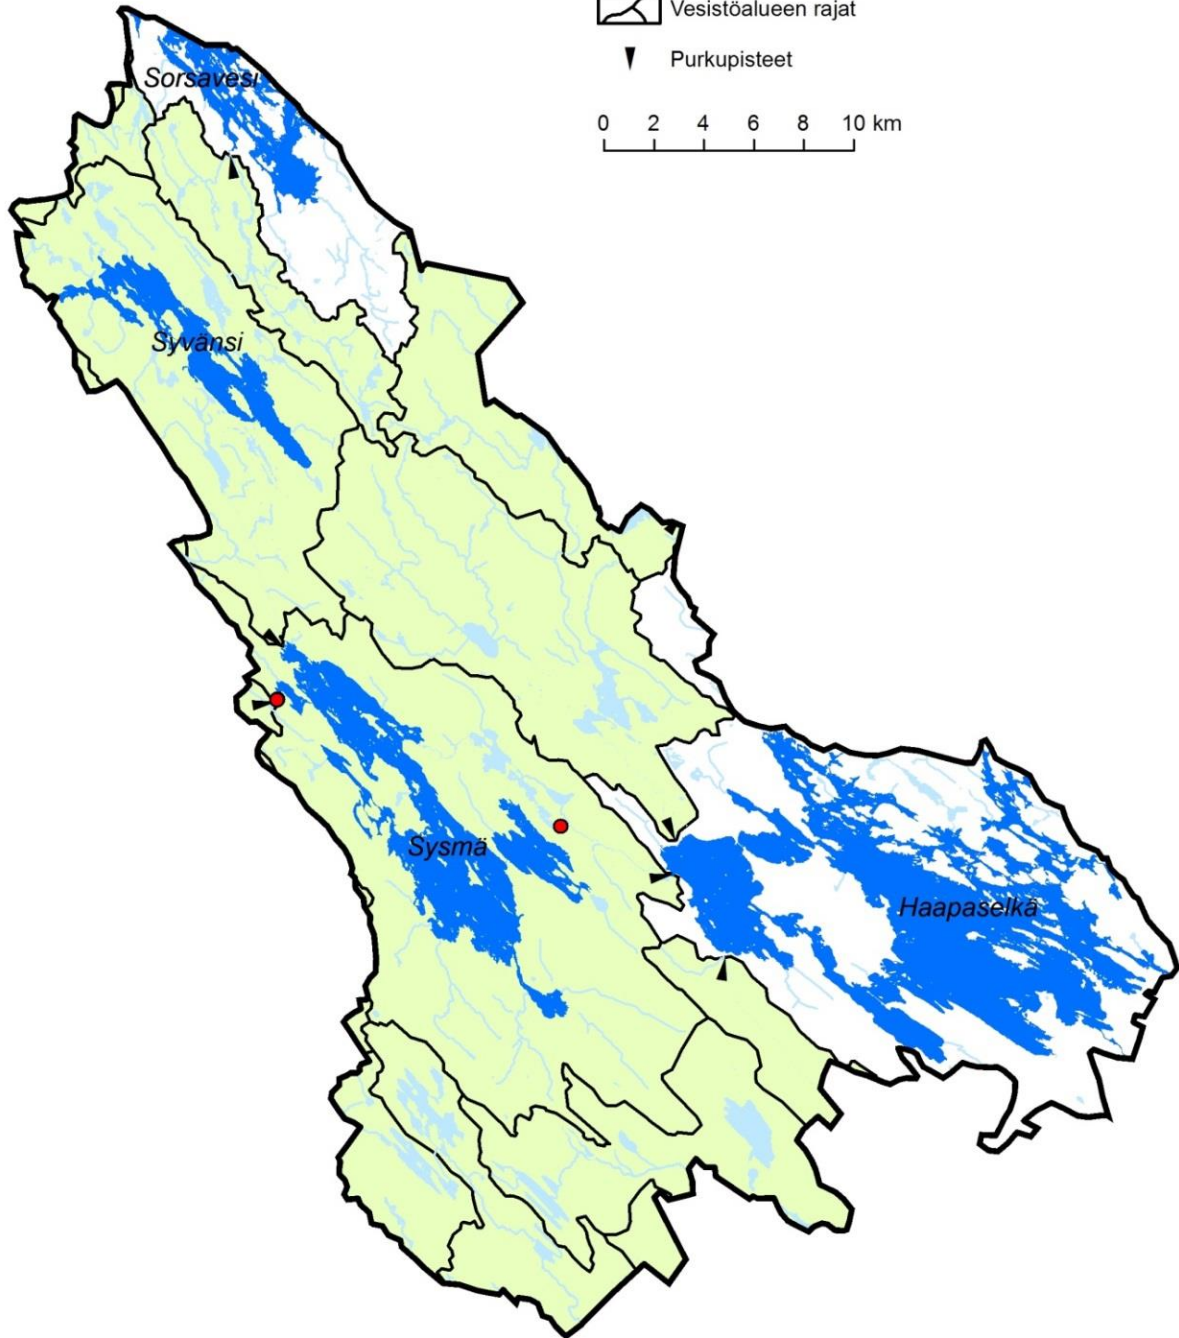 Vesistöalueen rajat
Purkupisteet
0 2 4 6 8 10 km
Sorsavesi
Syvänsi
Sysmä
Haapaselkä